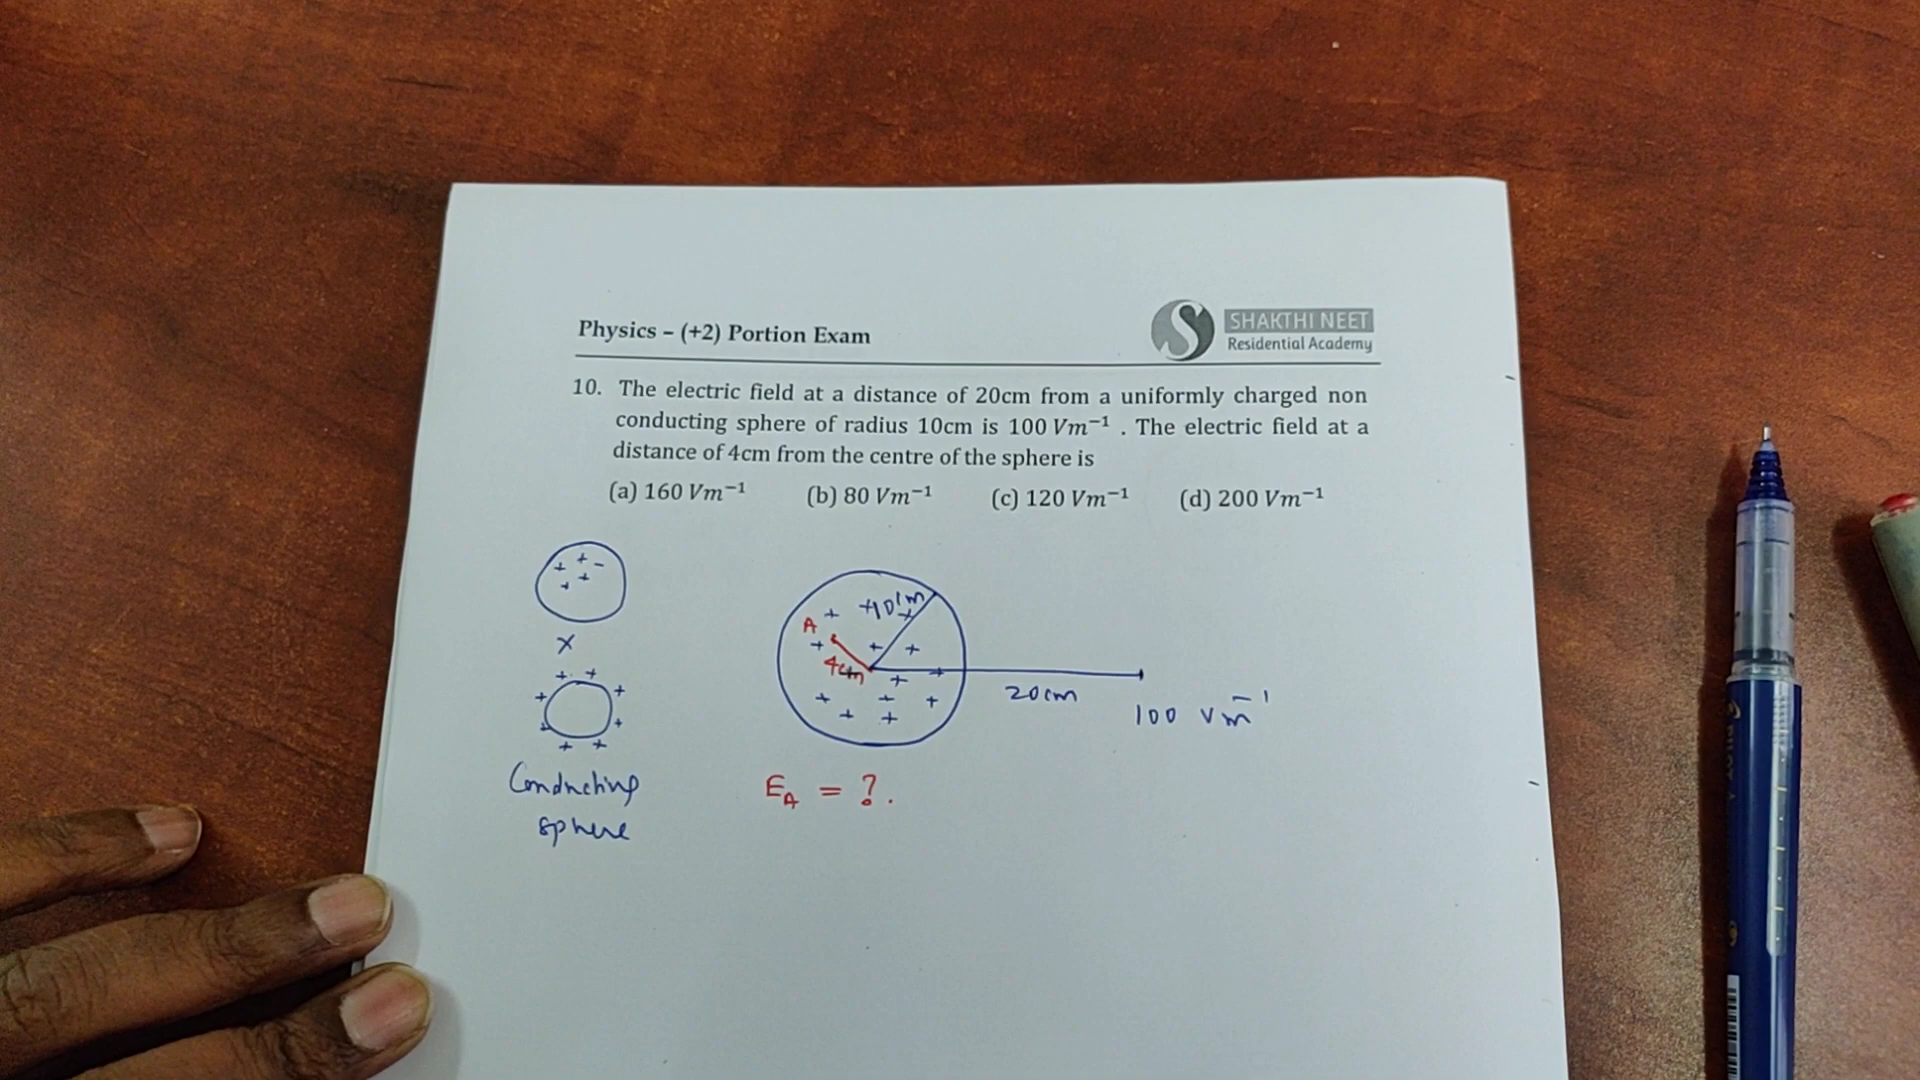 Physics – (+2) Portion Exam
SHAKTHI NEET
Residential Academy
10. The electric field at a distance of 20cm from a uniformly charged non
conducting sphere of radius 10cm is 100 Vm⁻¹ . The electric field at a
distance of 4cm from the centre of the sphere is
(a) 160 Vm⁻¹ (b) 80 Vm⁻¹ (c) 120 Vm⁻¹ (d) 200 Vm⁻¹
A
4cm
20cm
100 Vm⁻¹
Conducting
sphere
E_A = ?.